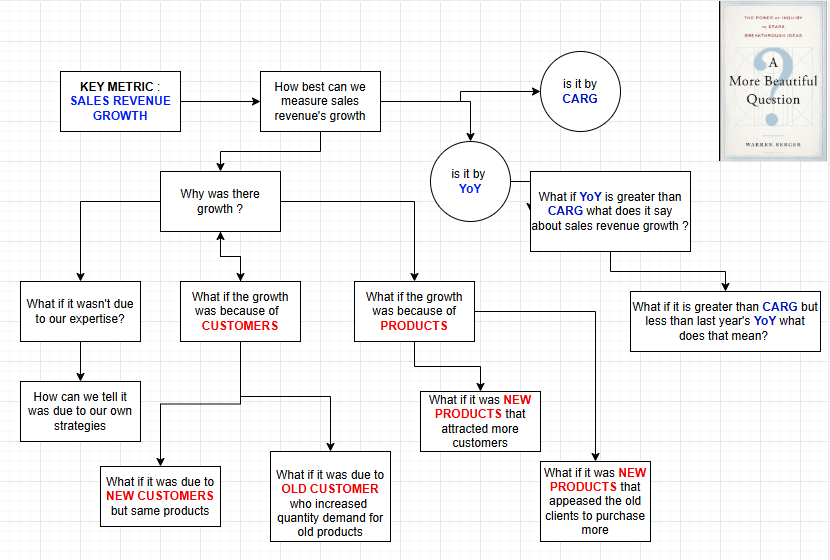 THE POWER OF INQUIRY
TO SPARK
BREAKTHROUGH IDEAS
?
A
More Beautiful
Question
WARREN BERGER
KEY METRIC :
SALES REVENUE
GROWTH
How best can we
measure sales
revenue's growth
is it by
CARG
is it by
YoY
What if YoY is greater than
CARG what does it say
about sales revenue growth ?
What if it is greater than CARG but
less than last year's YoY what
does that mean?
Why was there
growth ?
What if it wasn't due
to our expertise?
What if the growth
was because of
CUSTOMERS
What if the growth
was because of
PRODUCTS
How can we tell it
was due to our own
strategies
What if it was due to
NEW CUSTOMERS
but same products
What if it was due to
OLD CUSTOMER
who increased
quantity demand for
old products
What if it was NEW
PRODUCTS that
attracted more
customers
What if it was NEW
PRODUCTS that
appeased the old
clients to purchase
more